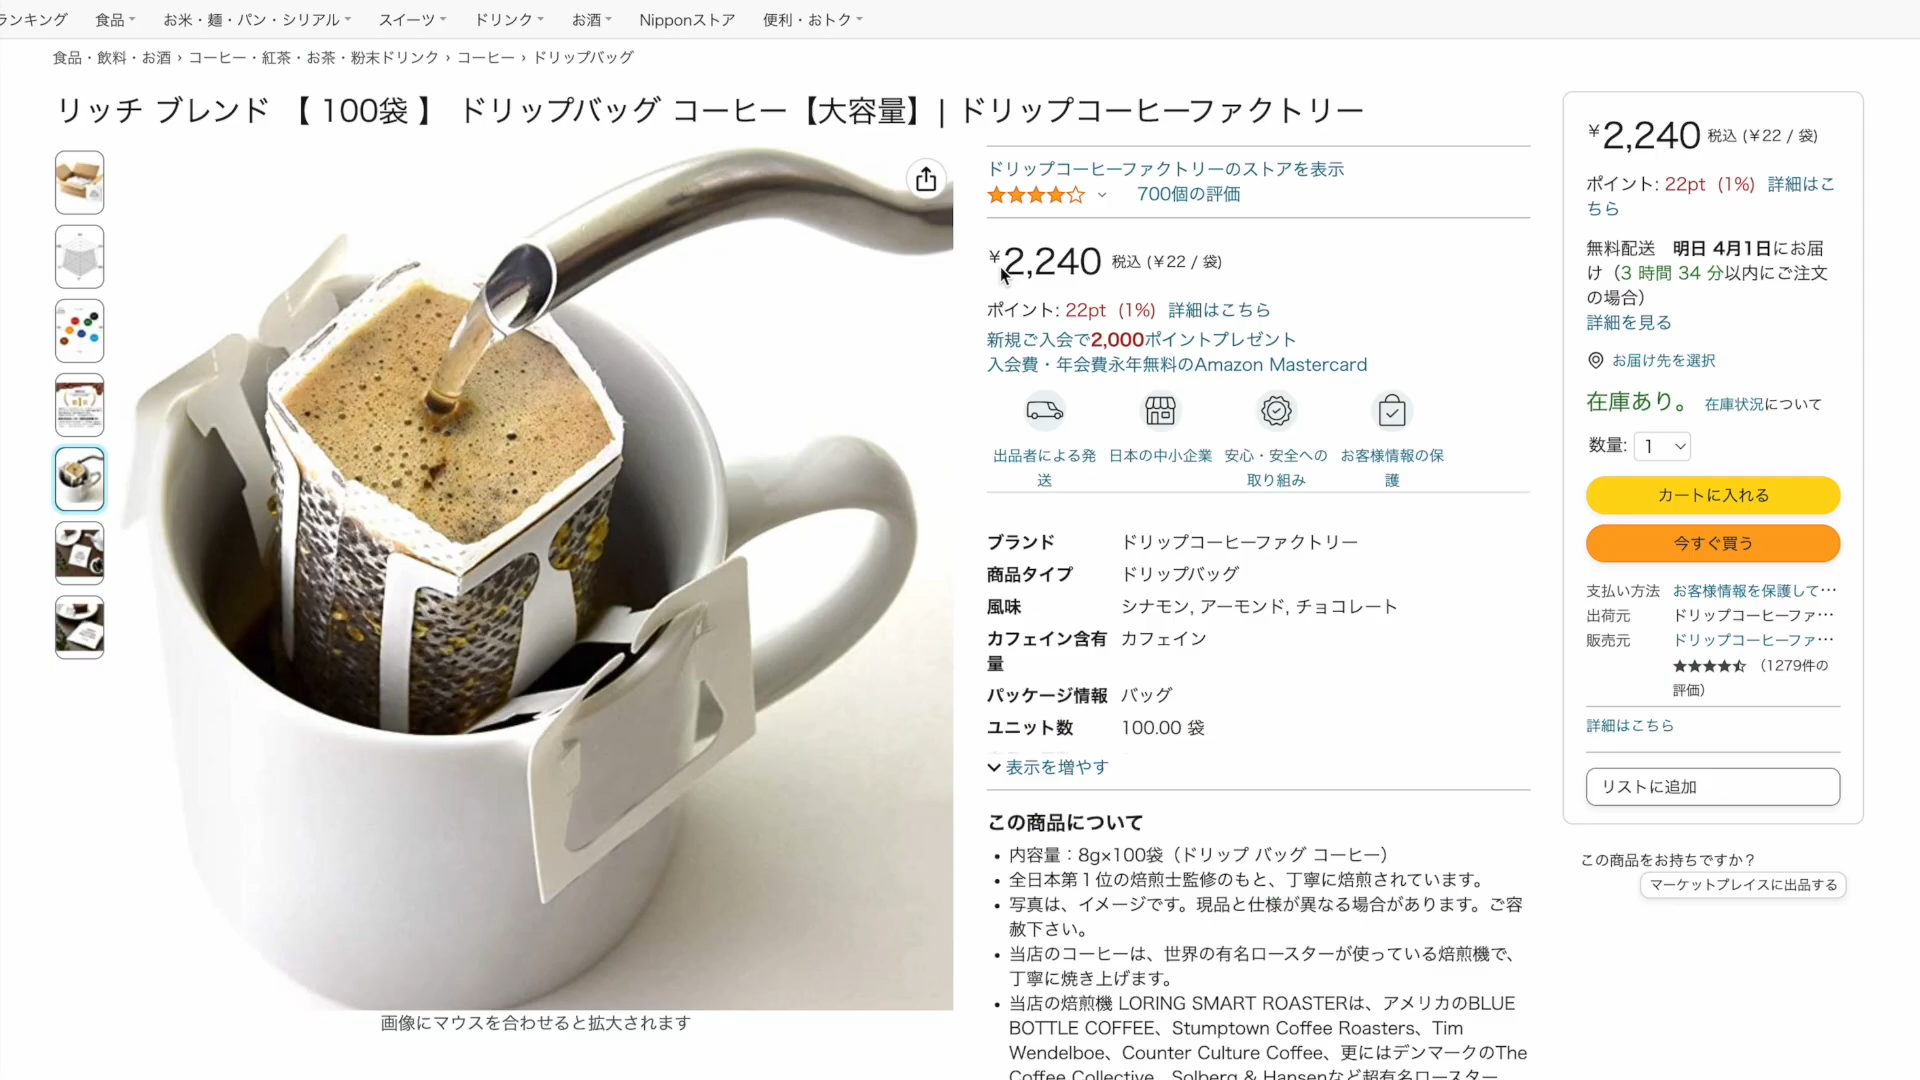 ランキング 食品 お米・麺・パン・シリアル スイーツ ドリンク お酒 Nipponストア 便利・おトク
食品・飲料・お酒 › コーヒー・紅茶・お茶・粉末ドリンク › コーヒー › ドリップバッグ
リッチ ブレンド 【 100袋 】 ドリップバッグ コーヒー【大容量】| ドリップコーヒーファクトリー
ドリップコーヒーファクトリーのストアを表示
700個の評価
¥2,240 税込 (¥22 / 袋)
ポイント: 22pt (1%) 詳細はこちら
新規ご入会で2,000ポイントプレゼント
入会費・年会費永年無料のAmazon Mastercard
出品者による発送
日本の中小企業
安心・安全への取り組み
お客様情報の保護
ブランド ドリップコーヒーファクトリー
商品タイプ ドリップバッグ
風味 シナモン, アーモンド, チョコレート
カフェイン含有量 カフェイン
パッケージ情報 バッグ
ユニット数 100.00 袋
表示を増やす
この商品について
• 内容量：8g×100袋（ドリップ バッグ コーヒー）
• 全日本第１位の焙煎士監修のもと、丁寧に焙煎されています。
• 写真は、イメージです。現品と仕様が異なる場合があります。ご容
赦下さい。
• 当店のコーヒーは、世界の有名ロースターが使っている焙煎機で、
丁寧に焼き上げます。
• 当店の焙煎機 LORING SMART ROASTERは、アメリカのBLUE
BOTTLE COFFEE、Stumptown Coffee Roasters、Tim
Wendelboe、Counter Culture Coffee、更にはデンマークのThe
Coffee Collective、Solberg & Hansenなど超有名ロースター
画像にマウスを合わせると拡大されます
¥2,240 税込 (¥22 / 袋)
ポイント: 22pt (1%) 詳細はこ
ちら
無料配送 明日 4月1日にお届
け（3 時間 34 分以内にご注文
の場合）
詳細を見る
お届け先を選択
在庫あり。 在庫状況について
数量: 1
カートに入れる
今すぐ買う
支払い方法 お客様情報を保護して…
出荷元 ドリップコーヒーファ…
販売元 ドリップコーヒーファ…
（1279件の
評価）
詳細はこちら
リストに追加
この商品をお持ちですか？
マーケットプレイスに出品する